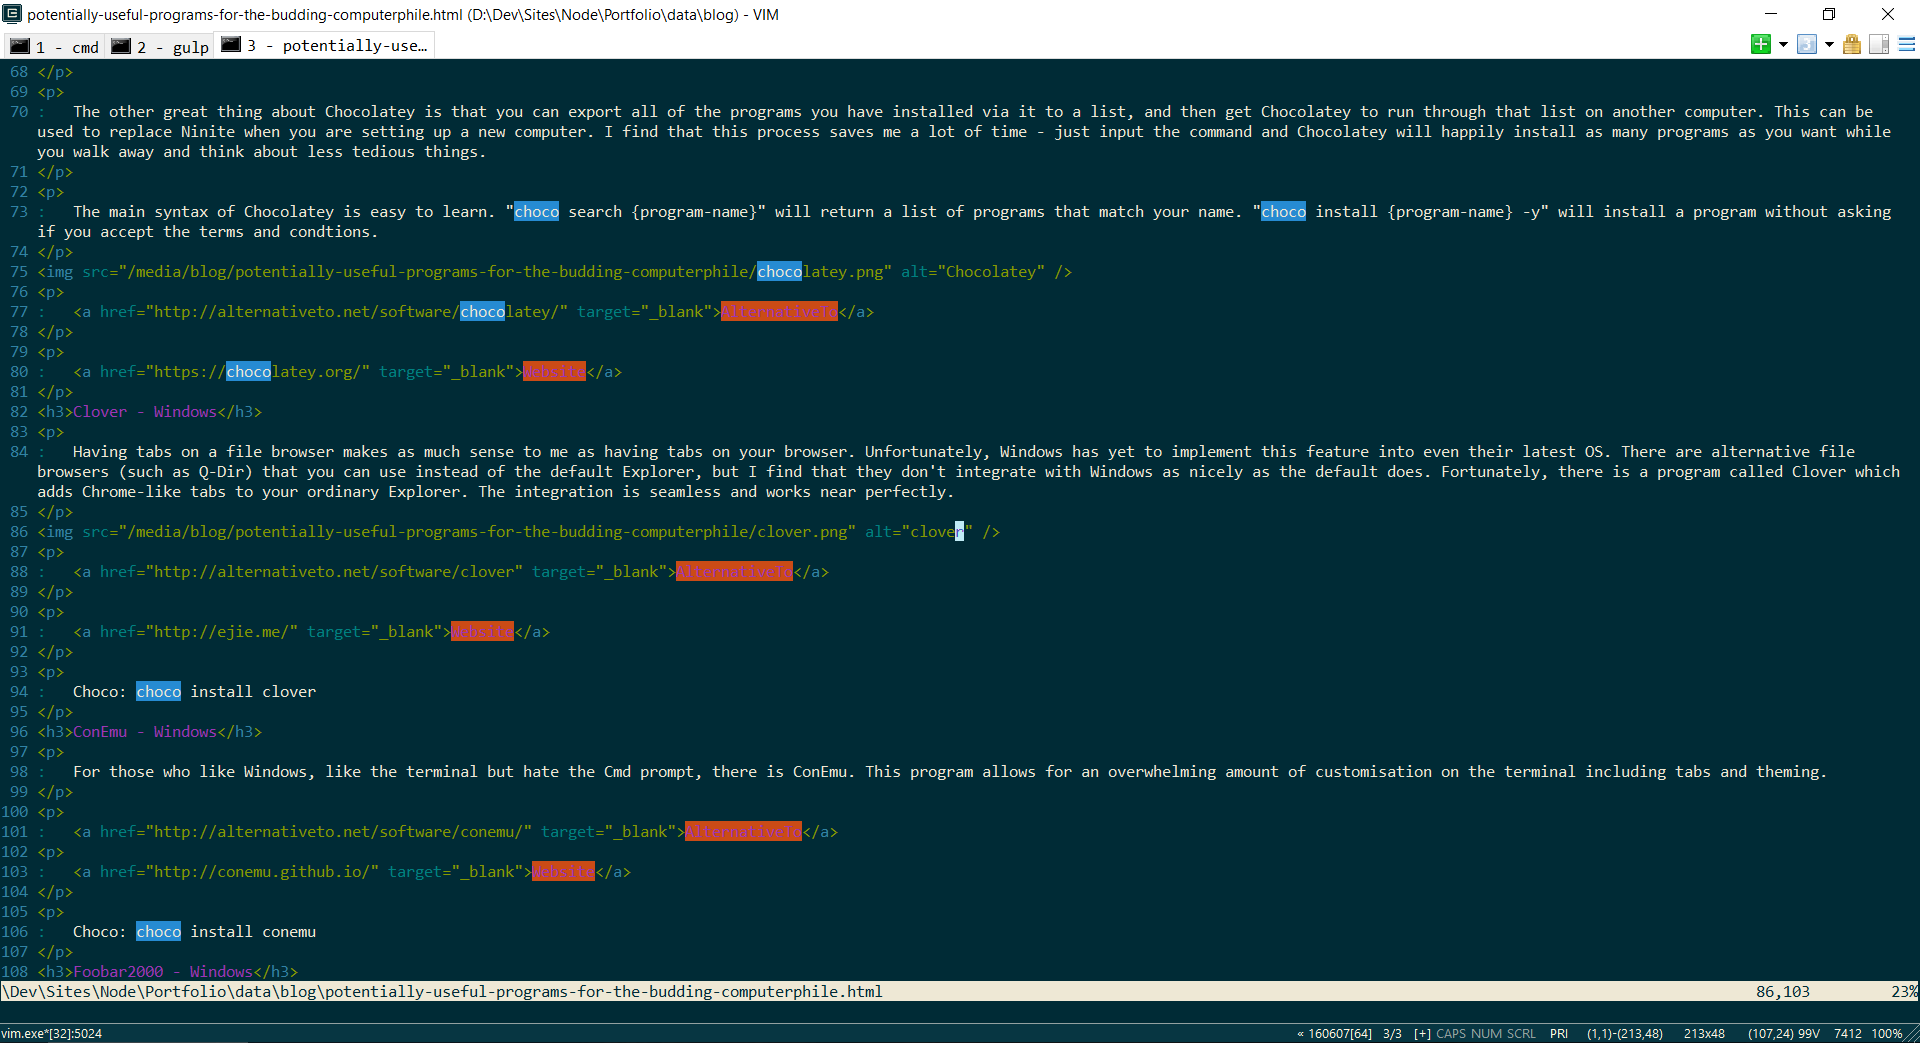 potentially-useful-programs-for-the-budding-computerphile.html (D:\Dev\Sites\Node\Portfolio\data\blog) - VIM
1 - cmd 2 - gulp 3 - potentially-use…
68 </p>
69 <p>
70 : The other great thing about Chocolatey is that you can export all of the programs you have installed via it to a list, and then get Chocolatey to run through that list on another computer. This can be
used to replace Ninite when you are setting up a new computer. I find that this process saves me a lot of time - just input the command and Chocolatey will happily install as many programs as you want while
you walk away and think about less tedious things.
71 </p>
72 <p>
73 : The main syntax of Chocolatey is easy to learn. "choco search {program-name}" will return a list of programs that match your name. "choco install {program-name} -y" will install a program without asking
if you accept the terms and condtions.
74 </p>
75 <img src="/media/blog/potentially-useful-programs-for-the-budding-computerphile/chocolatey.png" alt="Chocolatey" />
76 <p>
77 : <a href="http://alternativeto.net/software/chocolatey/" target="_blank">AlternativeTo</a>
78 </p>
79 <p>
80 : <a href="https://chocolatey.org/" target="_blank">Website</a>
81 </p>
82 <h3>Clover - Windows</h3>
83 <p>
84 : Having tabs on a file browser makes as much sense to me as having tabs on your browser. Unfortunately, Windows has yet to implement this feature into even their latest OS. There are alternative file
browsers (such as Q-Dir) that you can use instead of the default Explorer, but I find that they don't integrate with Windows as nicely as the default does. Fortunately, there is a program called Clover which
adds Chrome-like tabs to your ordinary Explorer. The integration is seamless and works near perfectly.
85 </p>
86 <img src="/media/blog/potentially-useful-programs-for-the-budding-computerphile/clover.png" alt="clover" />
87 <p>
88 : <a href="http://alternativeto.net/software/clover" target="_blank">AlternativeTo</a>
89 </p>
90 <p>
91 : <a href="http://ejie.me/" target="_blank">Website</a>
92 </p>
93 <p>
94 : Choco: choco install clover
95 </p>
96 <h3>ConEmu - Windows</h3>
97 <p>
98 : For those who like Windows, like the terminal but hate the Cmd prompt, there is ConEmu. This program allows for an overwhelming amount of customisation on the terminal including tabs and theming.
99 </p>
100 <p>
101 : <a href="http://alternativeto.net/software/conemu/" target="_blank">AlternativeTo</a>
102 <p>
103 : <a href="http://conemu.github.io/" target="_blank">Website</a>
104 </p>
105 <p>
106 : Choco: choco install conemu
107 </p>
108 <h3>Foobar2000 - Windows</h3>
\Dev\Sites\Node\Portfolio\data\blog\potentially-useful-programs-for-the-budding-computerphile.html 86,103 23%
vim.exe*[32]:5024 « 160607[64] 3/3 [+] CAPS NUM SCRL PRI (1,1)-(213,48) 213x48 (107,24) 99V 7412 100%